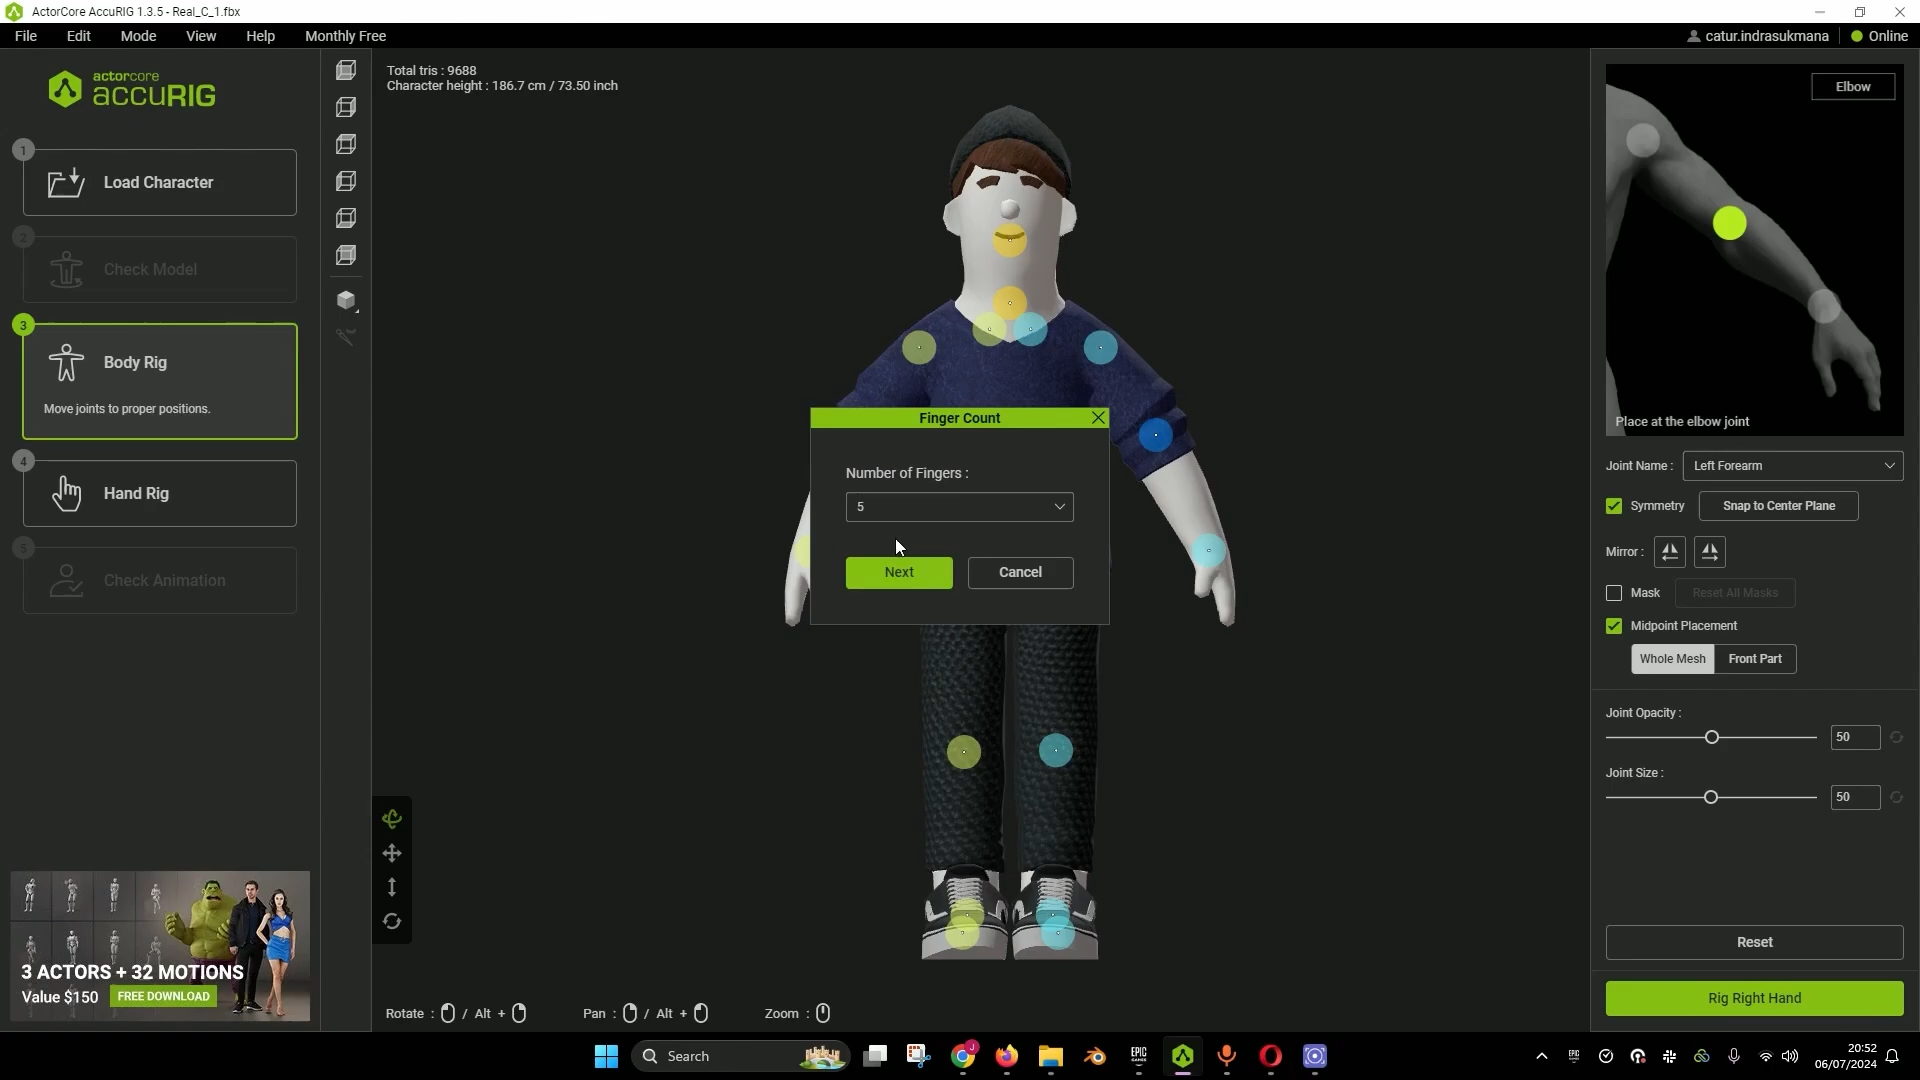 ActorCore AccuRIG 1.3.5 - Real_C_1.fbx
File Edit Mode View Help Monthly Free
catur.indrasukmana Online
actorcore
accuRIG
1
Load Character
2
Check Model
3
Body Rig
Move joints to proper positions.
4
Hand Rig
5
Check Animation
3 ACTORS + 32 MOTIONS
Value $150 FREE DOWNLOAD
Total tris : 9688
Character height : 186.7 cm / 73.50 inch
Finger Count
Number of Fingers :
5
Next Cancel
Rotate : / Alt + Pan : / Alt + Zoom :
Elbow
Place at the elbow joint
Joint Name : Left Forearm
Symmetry Snap to Center Plane
Mirror :
Mask Reset All Masks
Midpoint Placement
Whole Mesh Front Part
Joint Opacity :
50
Joint Size :
50
Reset
Rig Right Hand
Search
J
EPIC
GAMES
EPIC
20:52
06/07/2024